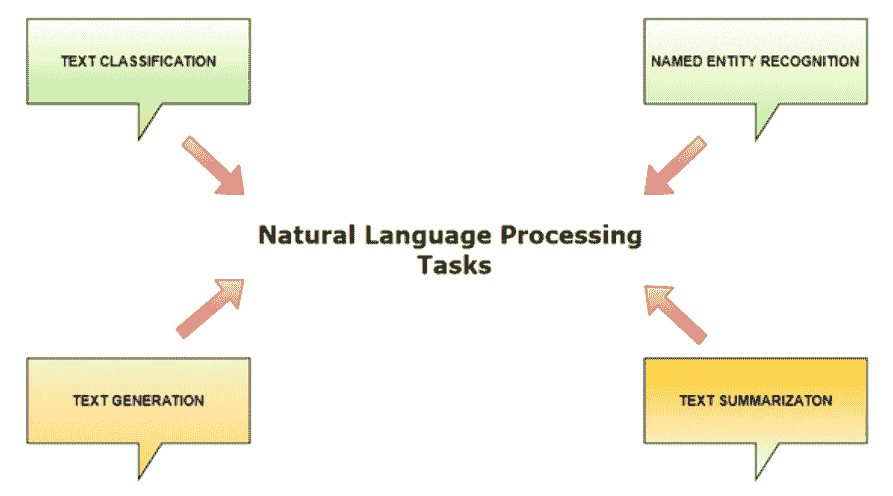 TEXT CLASSIFICATION
NAMED ENTITY RECOGNITION
Natural Language Processing
Tasks
TEXT GENERATION
TEXT SUMMARIZATON